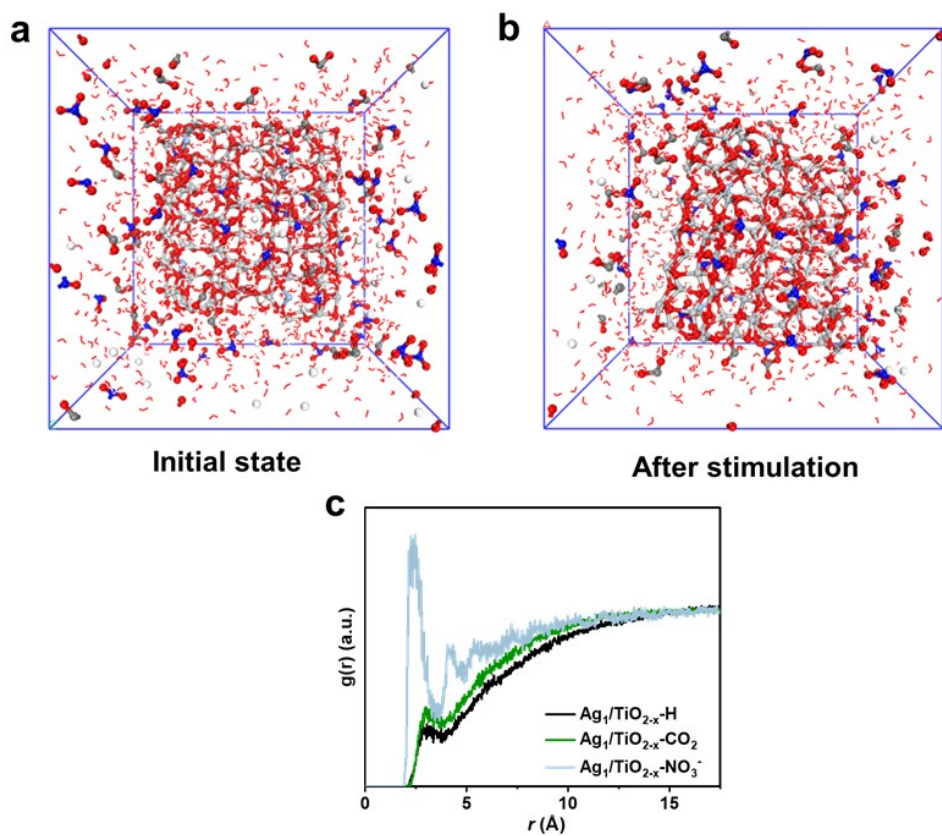 a
b
Initial state
After stimulation
c
g(r) (a.u.)
Ag₁/TiO₂₋ₓ-H
Ag₁/TiO₂₋ₓ-CO₂
Ag₁/TiO₂₋ₓ-NO₃⁻
0 5 10 15
r (Å)